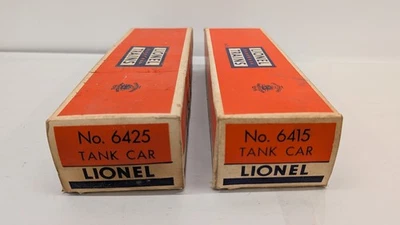 LIONEL
TRAINS
No. 6425
TANK CAR
LIONEL
LIONEL
TRAINS
No. 6415
TANK CAR
LIONEL